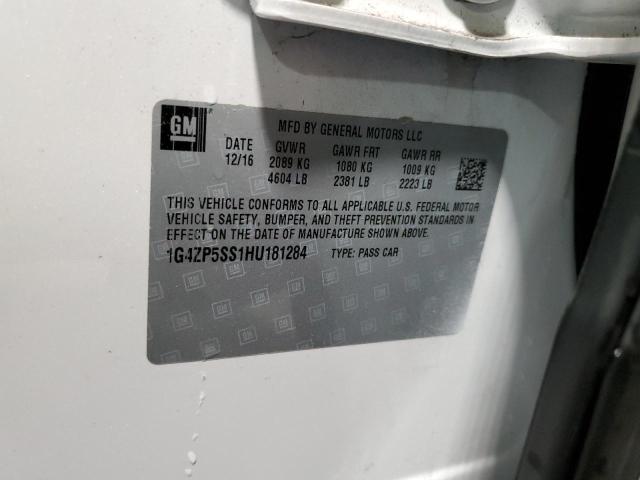 GM
MFD BY GENERAL MOTORS LLC
DATE GVWR GAWR FRT GAWR RR
12/16 2089 KG 1080 KG 1009 KG
4604 LB 2381 LB 2223 LB
THIS VEHICLE CONFORMS TO ALL APPLICABLE U.S. FEDERAL MOTOR
VEHICLE SAFETY, BUMPER, AND THEFT PREVENTION STANDARDS IN
EFFECT ON THE DATE OF MANUFACTURE SHOWN ABOVE.
1G4ZP5SS1HU181284 TYPE: PASS CAR